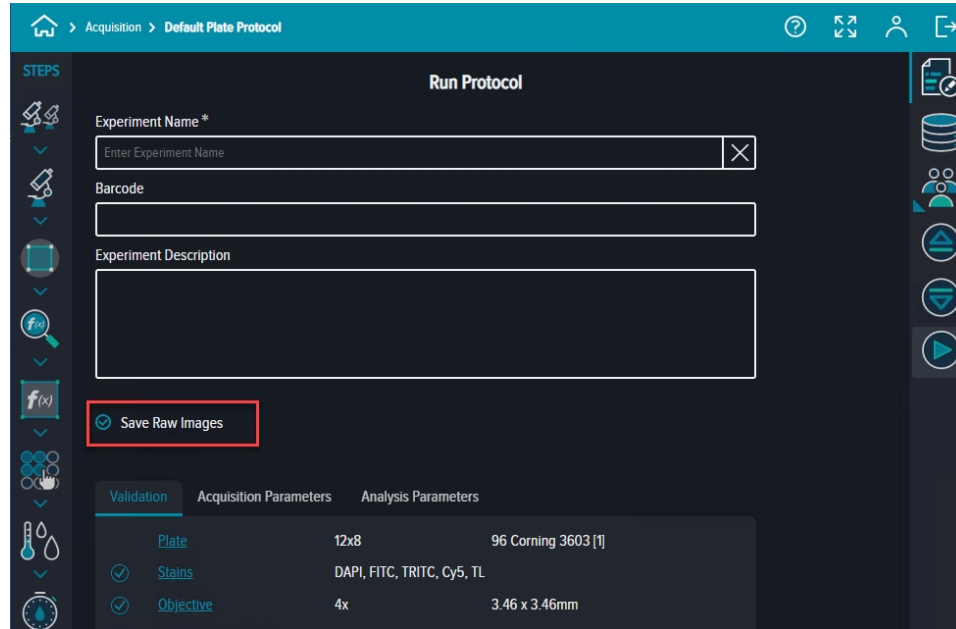 Acquisition > Default Plate Protocol
STEPS
Run Protocol
Experiment Name *
Enter Experiment Name
Barcode
Experiment Description
f(x)
f(x)
Save Raw Images
Validation Acquisition Parameters Analysis Parameters
Plate 12x8 96 Corning 3603 [1]
Stains DAPI, FITC, TRITC, Cy5, TL
Objective 4x 3.46 x 3.46mm